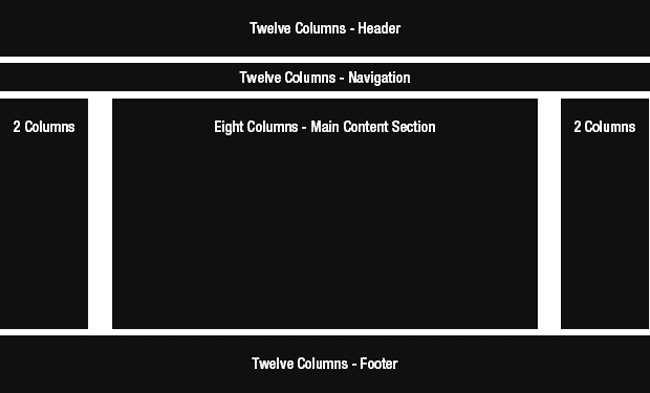 Twelve Columns - Header
Twelve Columns - Navigation
2 Columns
Eight Columns - Main Content Section
2 Columns
Twelve Columns - Footer